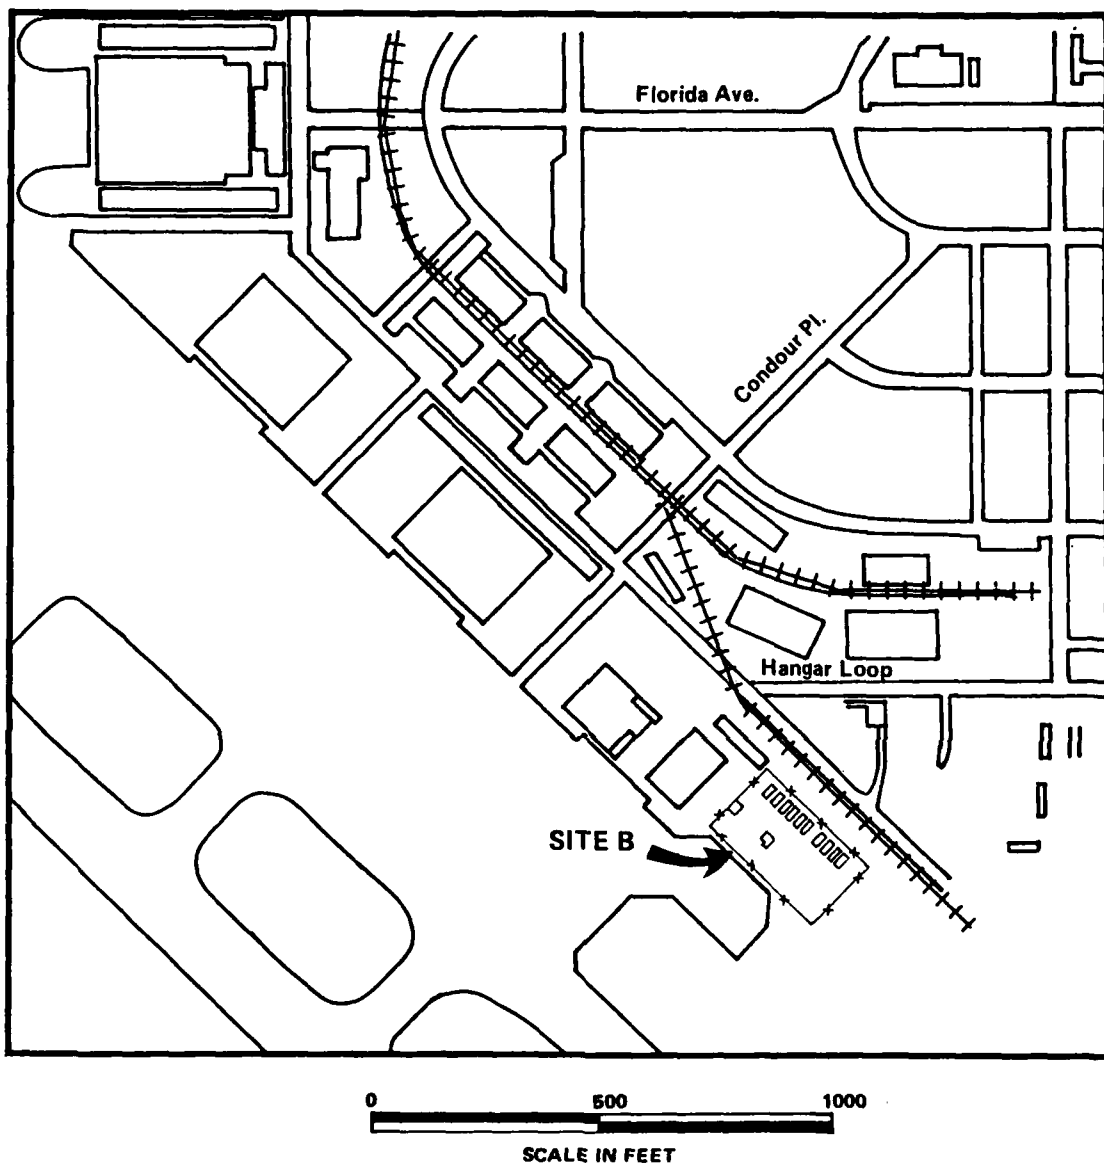 Florida Ave.
Condour Pl.
Hangar Loop
SITE B
0 500 1000
SCALE IN FEET